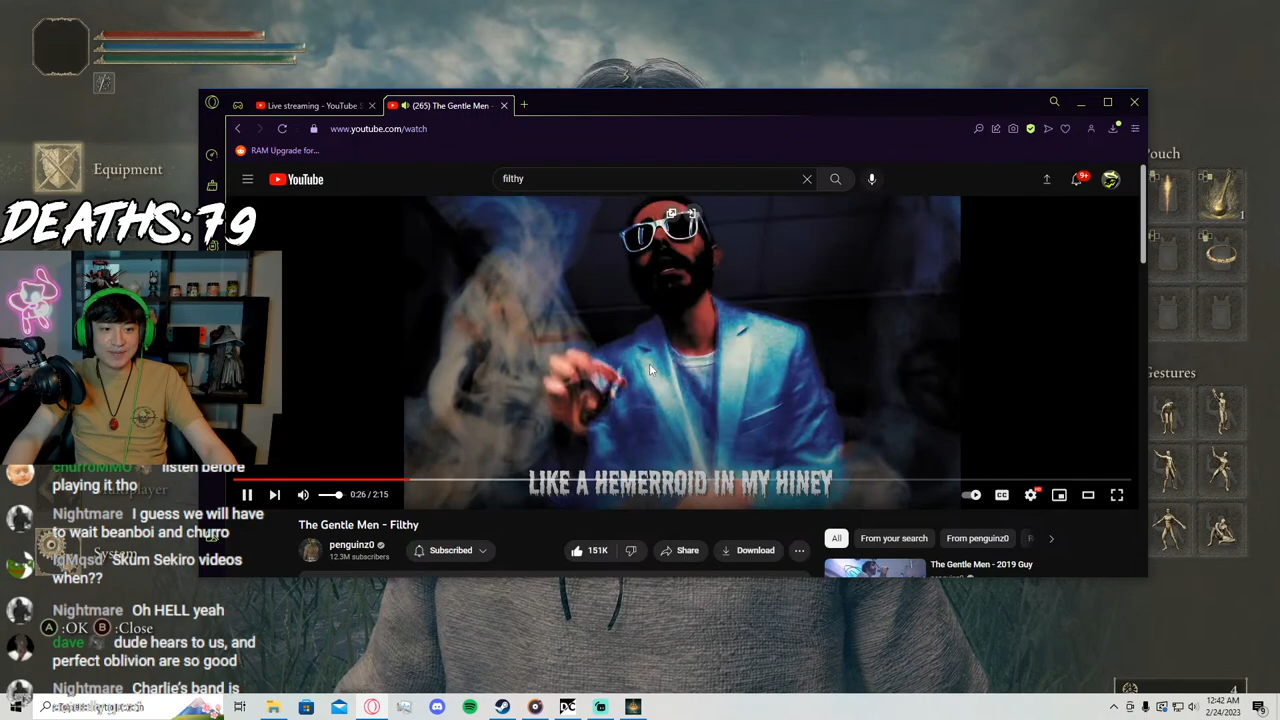 Live streaming - YouTube S
(265) The Gentle Men -
www.youtube.com/watch
RAM Upgrade for...
Equipment
Pouch
YouTube
filthy
9+
1
DEATHS:79
LIKE A HEMERROID IN MY HINEY
Gestures
0:26 / 2:15
The Gentle Men - Filthy
penguinz0
12.3M subscribers
Subscribed
151K
Share
Download
All
From your search
From penguinz0
The Gentle Men - 2019 Guy
churroMMO listen before
playing it tho
Nightmare I guess we will have
to wait beanboi and churro
System
Skum Sekiro videos
when??
Nightmare Oh HELL yeah
A :OK B :Close
dave dude hears to us, and
perfect oblivion are so good
Nightmare Charlie's band is
4
12:42 AM
2/24/2023